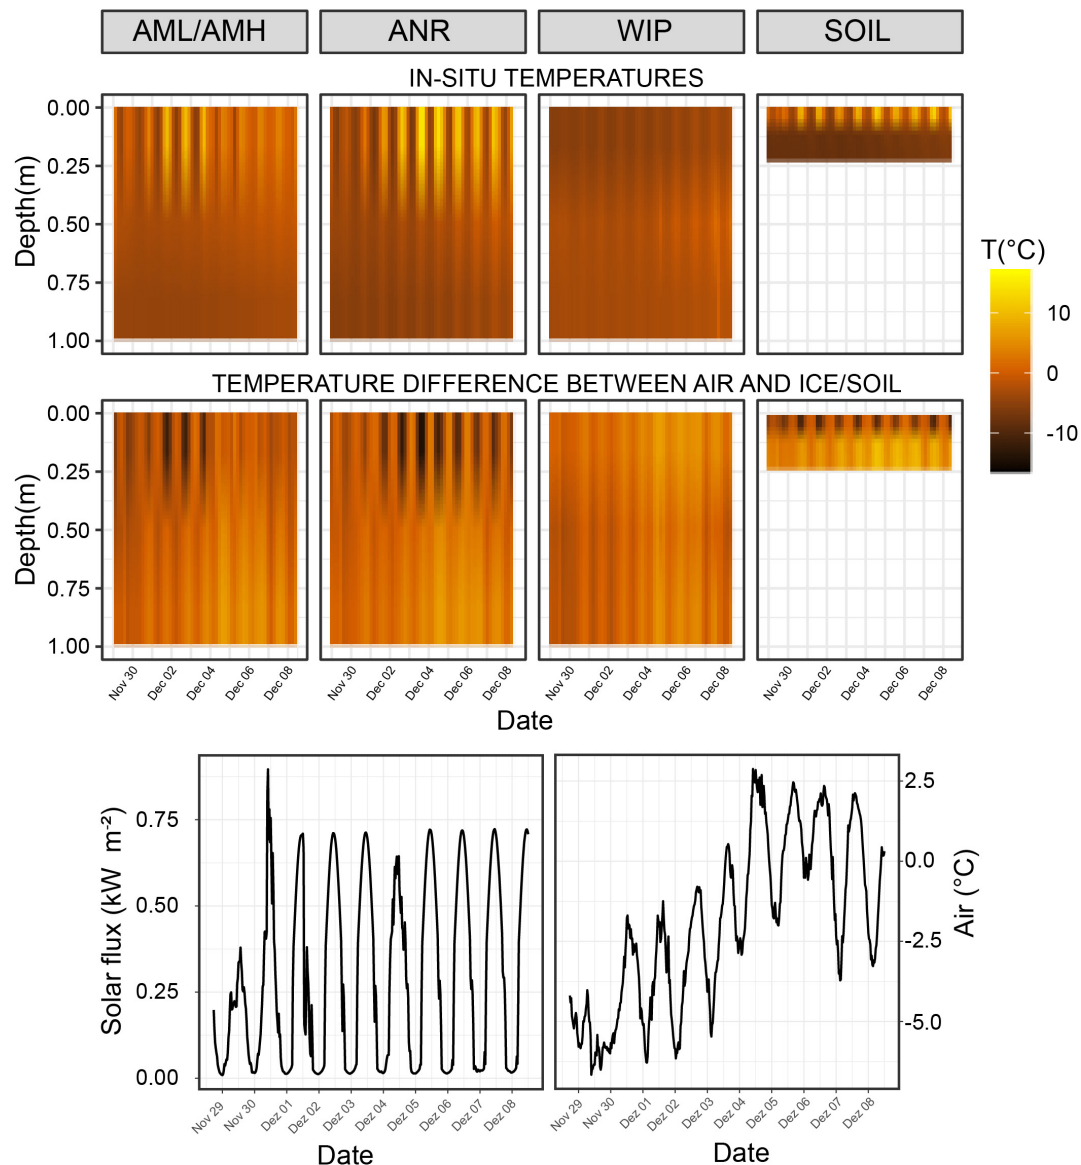 AML/AMH ANR WIP SOIL
IN-SITU TEMPERATURES
0.00
0.25
0.50
0.75
1.00
Depth(m)
T(°C)
10
0
-10
TEMPERATURE DIFFERENCE BETWEEN AIR AND ICE/SOIL
0.00
0.25
0.50
0.75
1.00
Depth(m)
Nov 30 Dec 02 Dec 04 Dec 06 Dec 08 Nov 30 Dec 02 Dec 04 Dec 06 Dec 08 Nov 30 Dec 02 Dec 04 Dec 06 Dec 08 Nov 30 Dec 02 Dec 04 Dec 06 Dec 08
Date
Solar flux (kW m⁻²)
0.75
0.50
0.25
0.00
Nov 29 Nov 30 Dez 01 Dez 02 Dez 03 Dez 04 Dez 05 Dez 06 Dez 07 Dez 08
Date
2.5
0.0
-2.5
-5.0
Air (°C)
Nov 29 Nov 30 Dez 01 Dez 02 Dez 03 Dez 04 Dez 05 Dez 06 Dez 07 Dez 08
Date